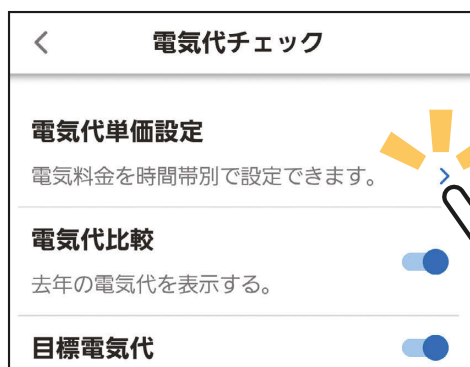 電気代チェック
電気代単価設定
電気料金を時間帯別で設定できます。
電気代比較
去年の電気代を表示する。
目標電気代